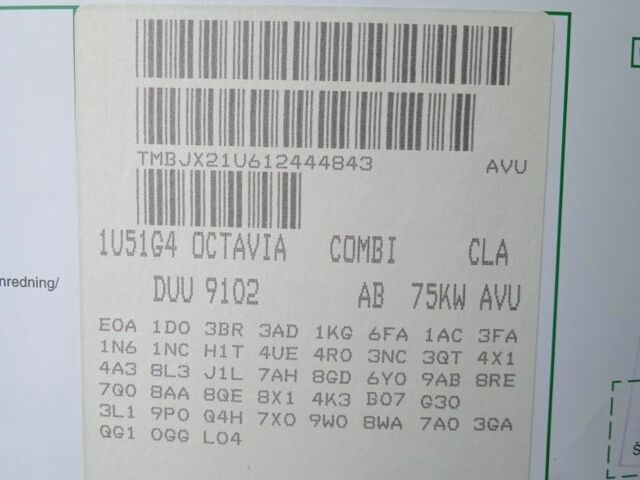 TMBJX21U612444843 AVU
1U51G4 OCTAVIA COMBI CLA
DUU 9102 AB 75KW AVU
E0A 1D0 3BR 3AD 1KG 6FA 1AC 3FA
1N6 1NC H1T 4UE 4R0 3NC 3QT 4X1
4A3 8L3 J1L 7AH 8GD 6Y0 9AB 8RE
7Q0 8AA 8QE 8X1 4K3 B07 G30
3L1 9P0 Q4H 7X0 9W0 8WA 7A0 3GA
QG1 0GG L04
nredning/